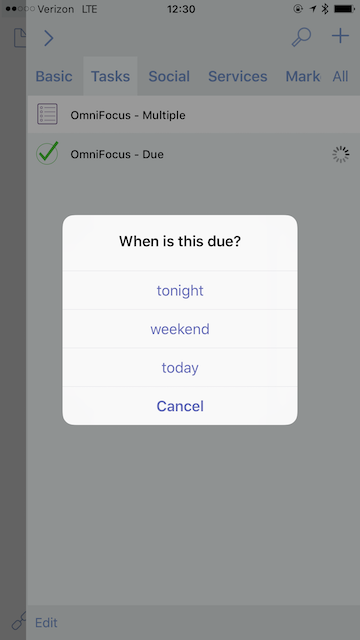 Verizon LTE 12:30
Basic Tasks Social Services Mark All
OmniFocus - Multiple
OmniFocus - Due
When is this due?
tonight
weekend
today
Cancel
Edit